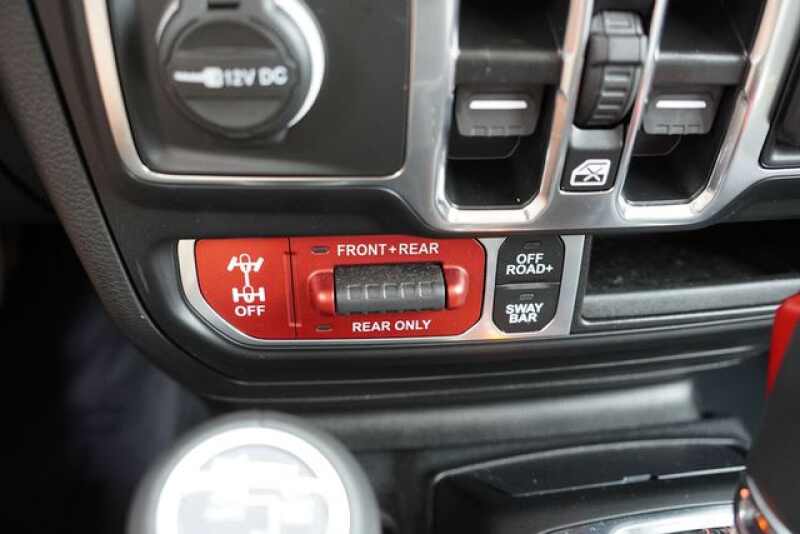 12V DC
FRONT+REAR
OFF
REAR ONLY
OFF
ROAD+
SWAY
BAR